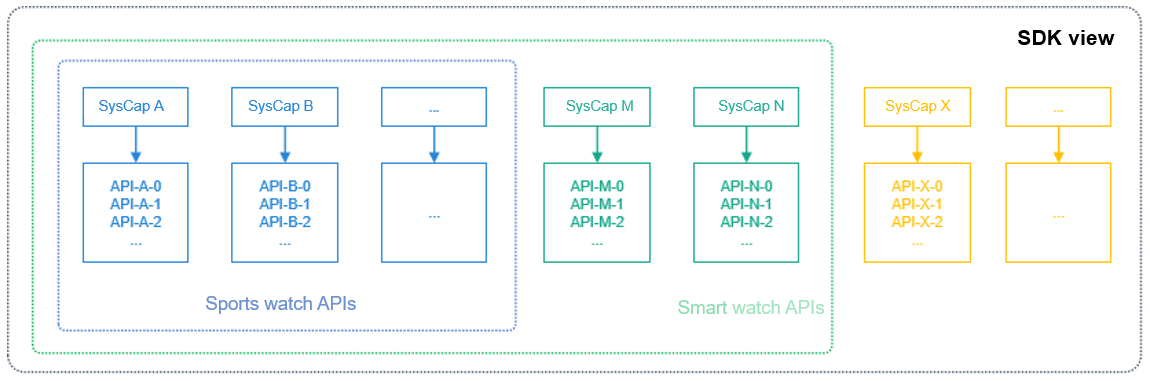 SDK view
SysCap A
SysCap B
...
SysCap M
SysCap N
SysCap X
...
API-A-0
API-A-1
API-A-2
...
API-B-0
API-B-1
API-B-2
...
...
API-M-0
API-M-1
API-M-2
...
API-N-0
API-N-1
API-N-2
...
API-X-0
API-X-1
API-X-2
...
...
Sports watch APIs
Smart watch APIs